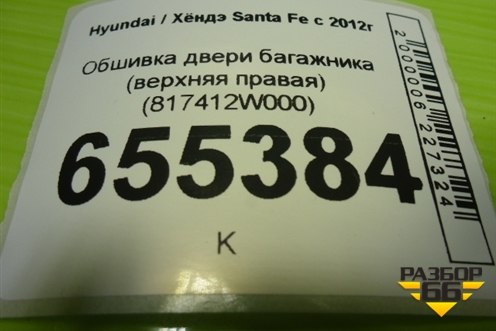 Hyundai / Хёндэ Santa Fe с 2012г
Обшивка двери багажника
(верхняя правая)
(817412W000)
655384
К
2000006227324
РАЗБОР
66